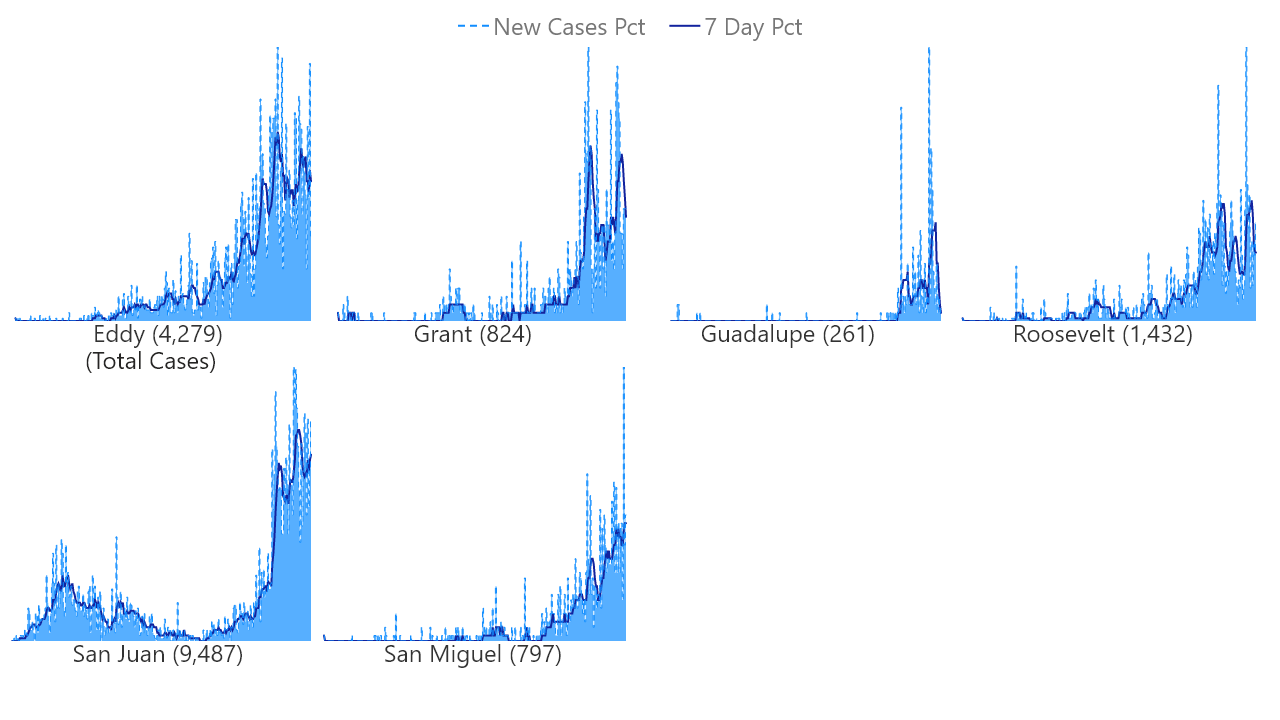 New Cases Pct 7 Day Pct
Eddy (4,279)
(Total Cases)
Grant (824)
Guadalupe (261)
Roosevelt (1,432)
San Juan (9,487)
San Miguel (797)